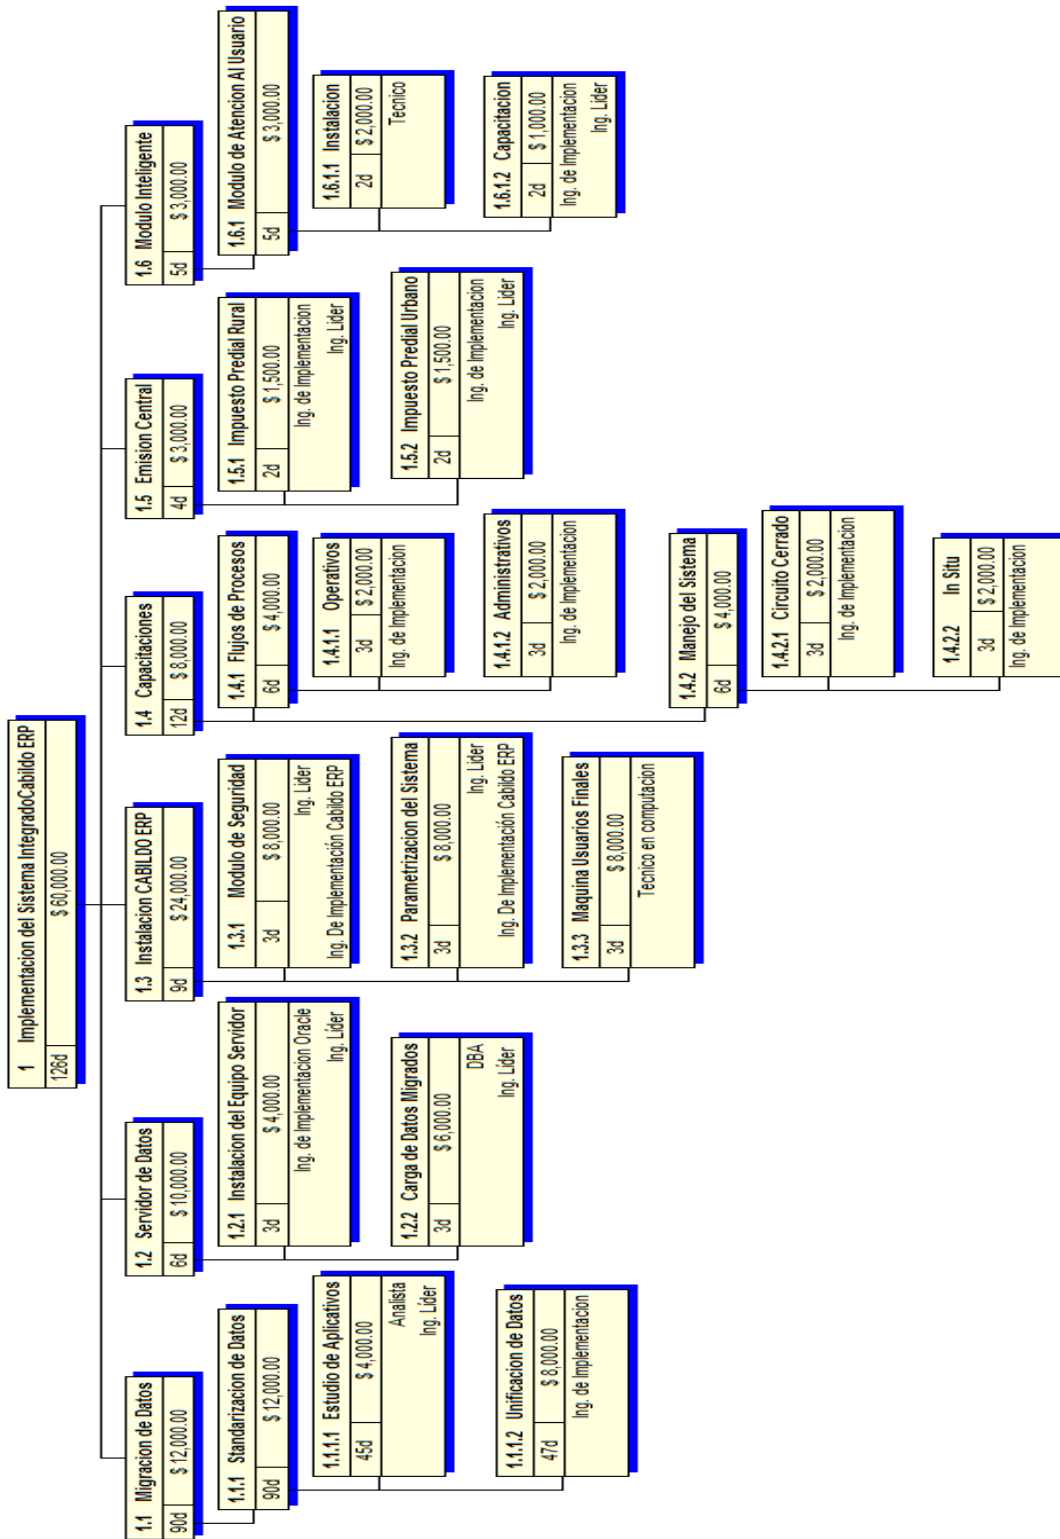 1 Implementacion del Sistema IntegradoCabildo ERP
126d $ 60,000.00
1.1 Migracion de Datos
90d $ 12,000.00
1.1.1 Standarizacion de Datos
90d $ 12,000.00
1.1.1.1 Estudio de Aplicativos
45d $ 4,000.00
Analista
Ing. Líder
1.1.1.2 Unificacion de Datos
47d $ 8,000.00
Ing. de Implementacion
1.2 Servidor de Datos
6d $ 10,000.00
1.2.1 Instalacion del Equipo Servidor
3d $ 4,000.00
Ing. de Implementacion Oracle
Ing. Líder
1.2.2 Carga de Datos Migrados
3d $ 6,000.00
DBA
Ing. Líder
1.3 Instalacion CABILDO ERP
9d $ 24,000.00
1.3.1 Modulo de Seguridad
3d $ 8,000.00
Ing. Lider
Ing. De Implementación Cabildo ERP
1.3.2 Parametrizacion del Sistema
3d $ 8,000.00
Ing. Lider
Ing. De Implementación Cabildo ERP
1.3.3 Maquina Usuarios Finales
3d $ 8,000.00
Tecnico en computacion
1.4 Capacitaciones
12d $ 8,000.00
1.4.1 Flujos de Procesos
6d $ 4,000.00
1.4.1.1 Operativos
3d $ 2,000.00
Ing. de Implementacion
1.4.1.2 Administrativos
3d $ 2,000.00
Ing. de Implementacion
1.4.2 Manejo del Sistema
6d $ 4,000.00
1.4.2.1 Circuito Cerrado
3d $ 2,000.00
Ing. de Implementacion
1.4.2.2 In Situ
3d $ 2,000.00
Ing. de Implementacion
1.5 Emision Central
4d $ 3,000.00
1.5.1 Impuesto Predial Rural
2d $ 1,500.00
Ing. de Implementacion
Ing. Lider
1.5.2 Impuesto Predial Urbano
2d $ 1,500.00
Ing. de Implementacion
Ing. Lider
1.6 Modulo Inteligente
5d $ 3,000.00
1.6.1 Modulo de Atencion Al Usuario
5d $ 3,000.00
1.6.1.1 Instalacion
2d $ 2,000.00
Tecnico
1.6.1.2 Capacitacion
2d $ 1,000.00
Ing. de Implementacion
Ing. Lider